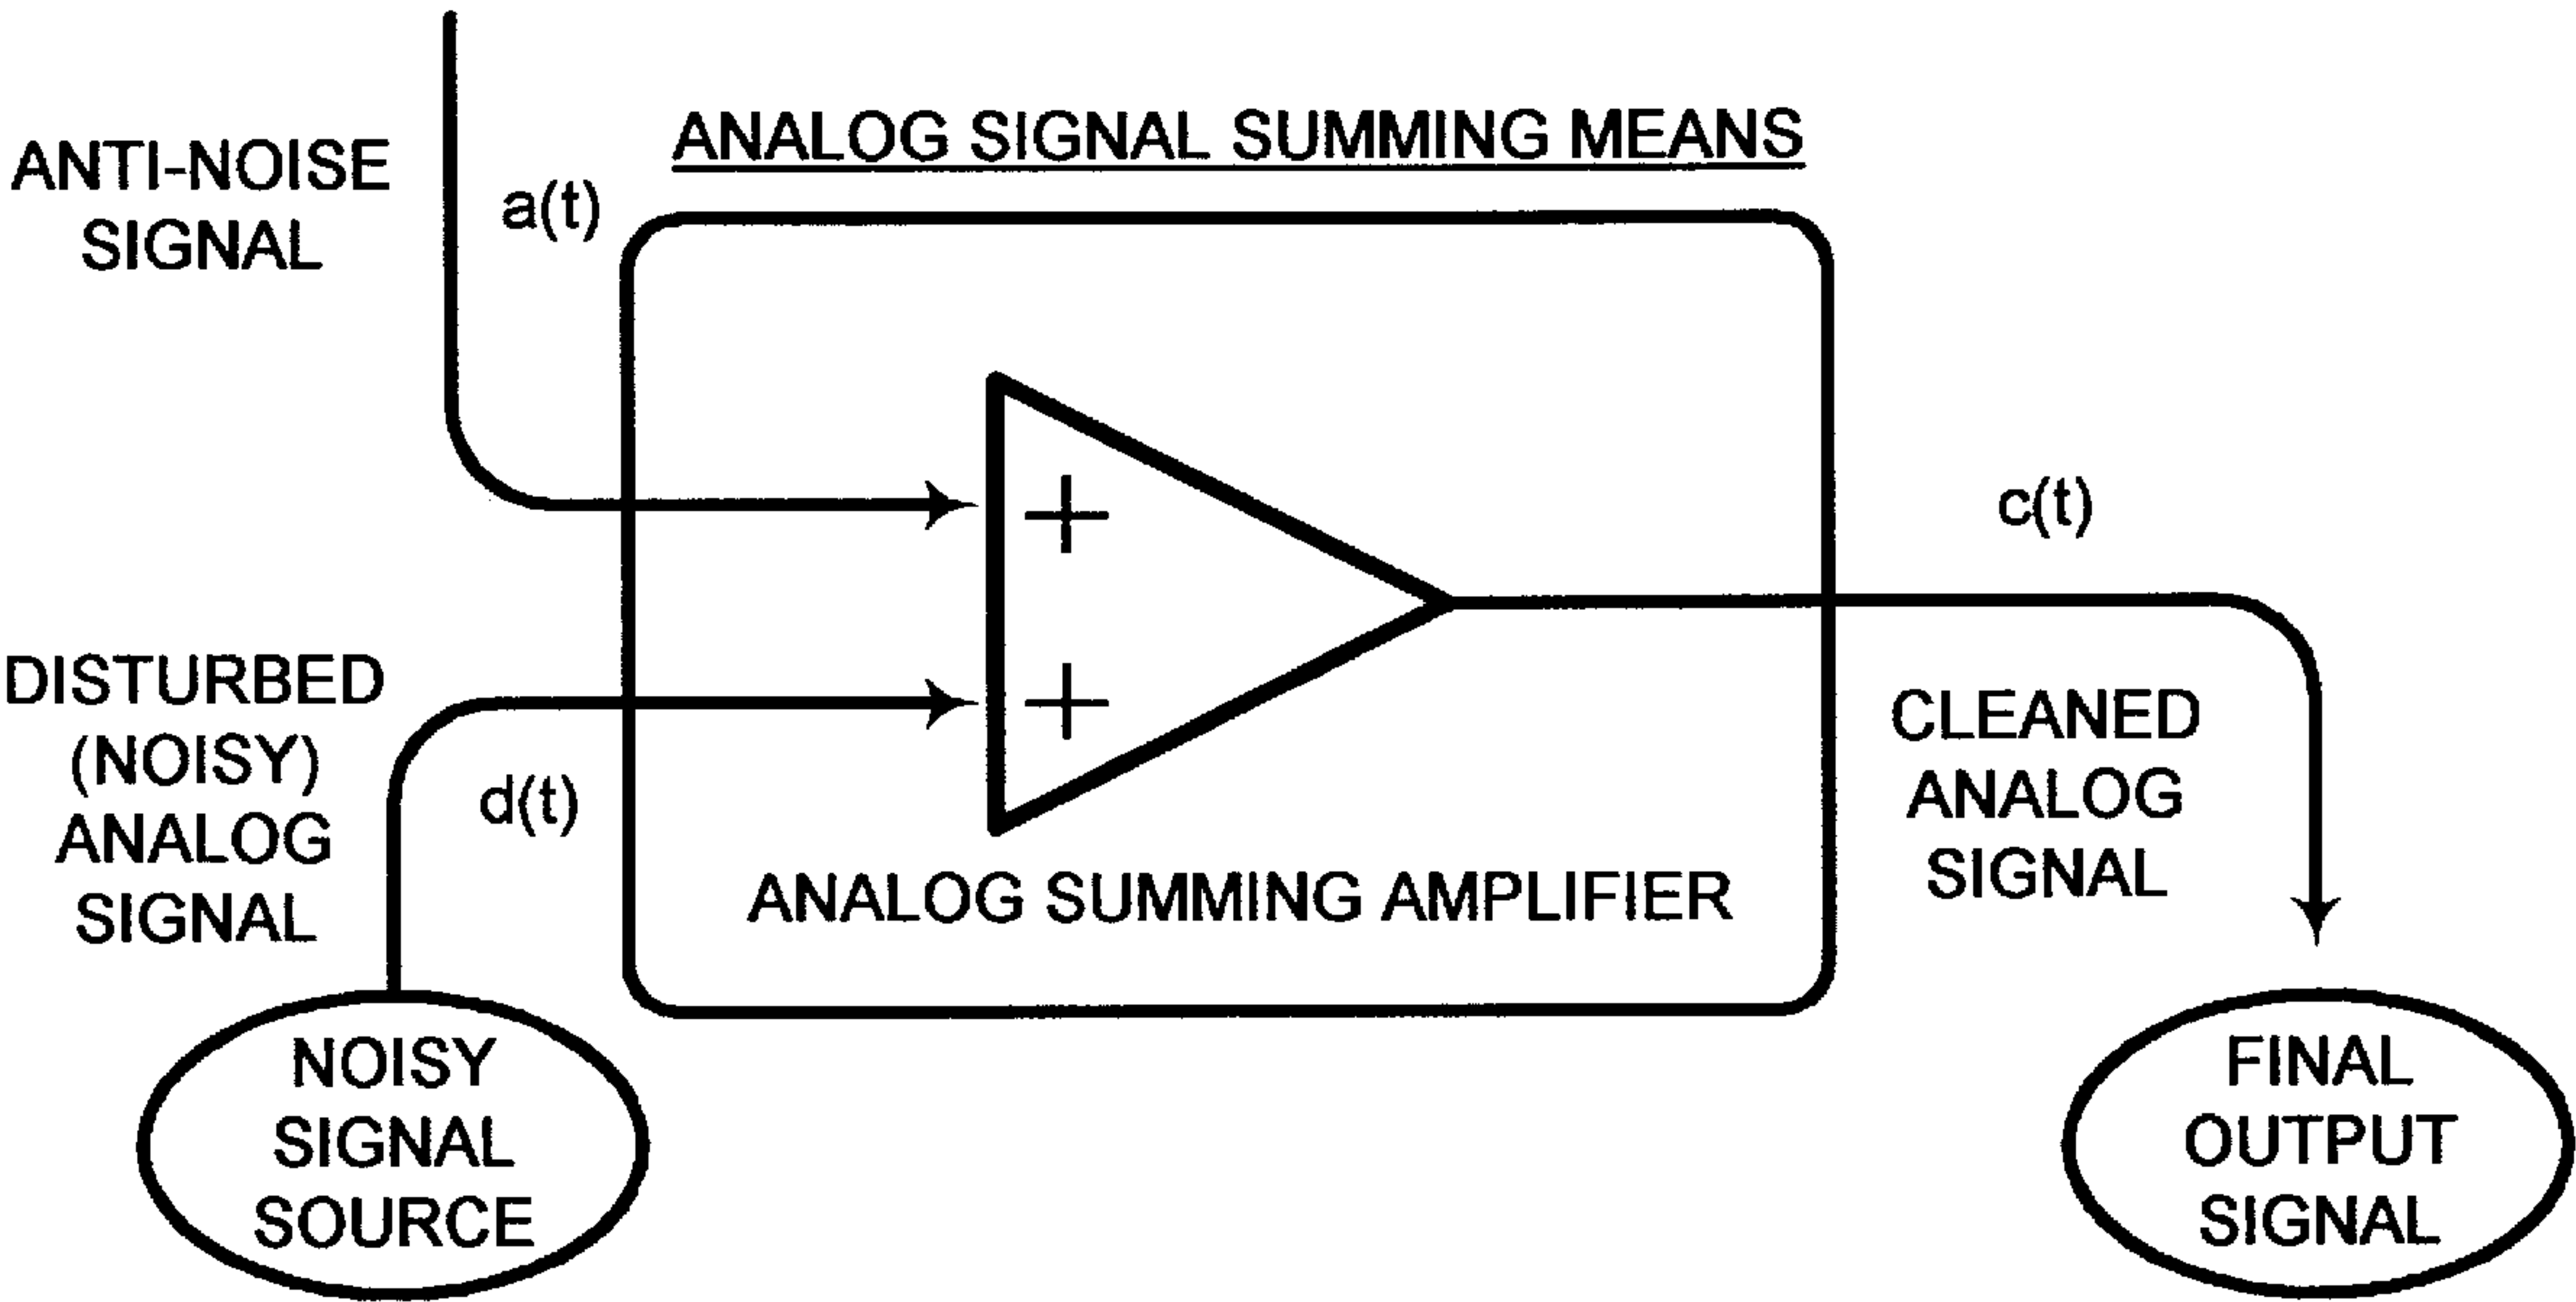 ANALOG SIGNAL SUMMING MEANS
ANTI-NOISE
SIGNAL
a(t)
+
+
c(t)
DISTURBED
(NOISY)
ANALOG
SIGNAL
d(t)
ANALOG SUMMING AMPLIFIER
CLEANED
ANALOG
SIGNAL
NOISY
SIGNAL
SOURCE
FINAL
OUTPUT
SIGNAL